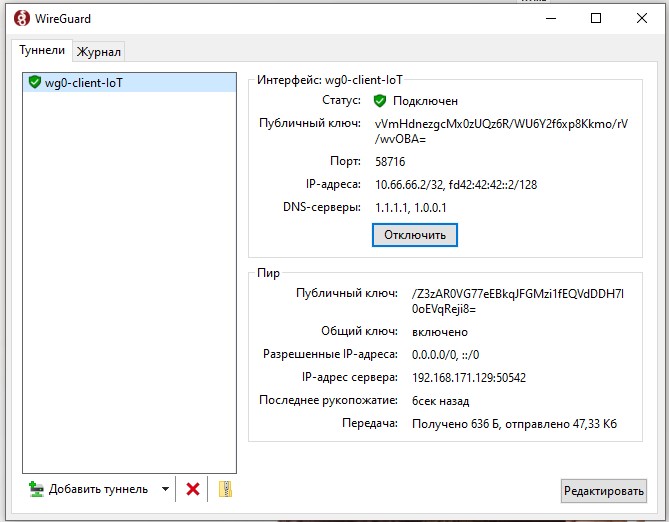 WireGuard
Туннели
Журнал
wg0-client-IoT
Интерфейс: wg0-client-IoT
Статус: Подключен
Публичный ключ: vVmHdnezgcMx0zUQz6R/WU6Y2f6xp8Kkmo/rV
/wvOBA=
Порт: 58716
IP-адреса: 10.66.66.2/32, fd42:42:42::2/128
DNS-серверы: 1.1.1.1, 1.0.0.1
Отключить
Пир
Публичный ключ: /Z3zAR0VG77eEBkqJFGMzi1fEQVdDDH7l
0oEVqReji8=
Общий ключ: включено
Разрешенные IP-адреса: 0.0.0.0/0, ::/0
IP-адрес сервера: 192.168.171.129:50542
Последнее рукопожатие: 6сек назад
Передача: Получено 636 Б, отправлено 47,33 Кб
Добавить туннель
Редактировать